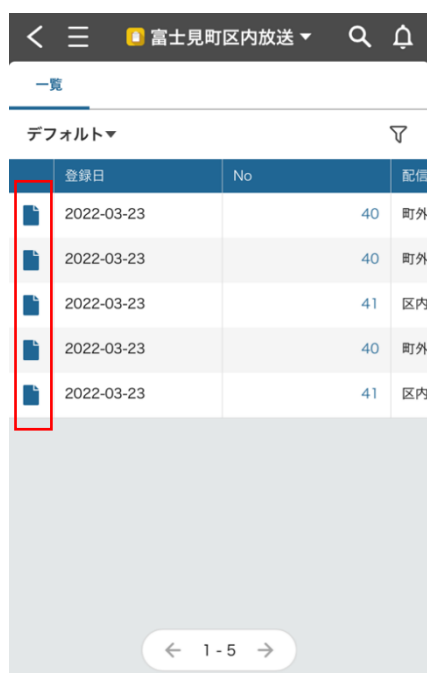 富士見町区内放送
一覧
デフォルト
登録日 No 配信
2022-03-23 40 町外
2022-03-23 40 町外
2022-03-23 41 区内
2022-03-23 40 町外
2022-03-23 41 区内
1 - 5